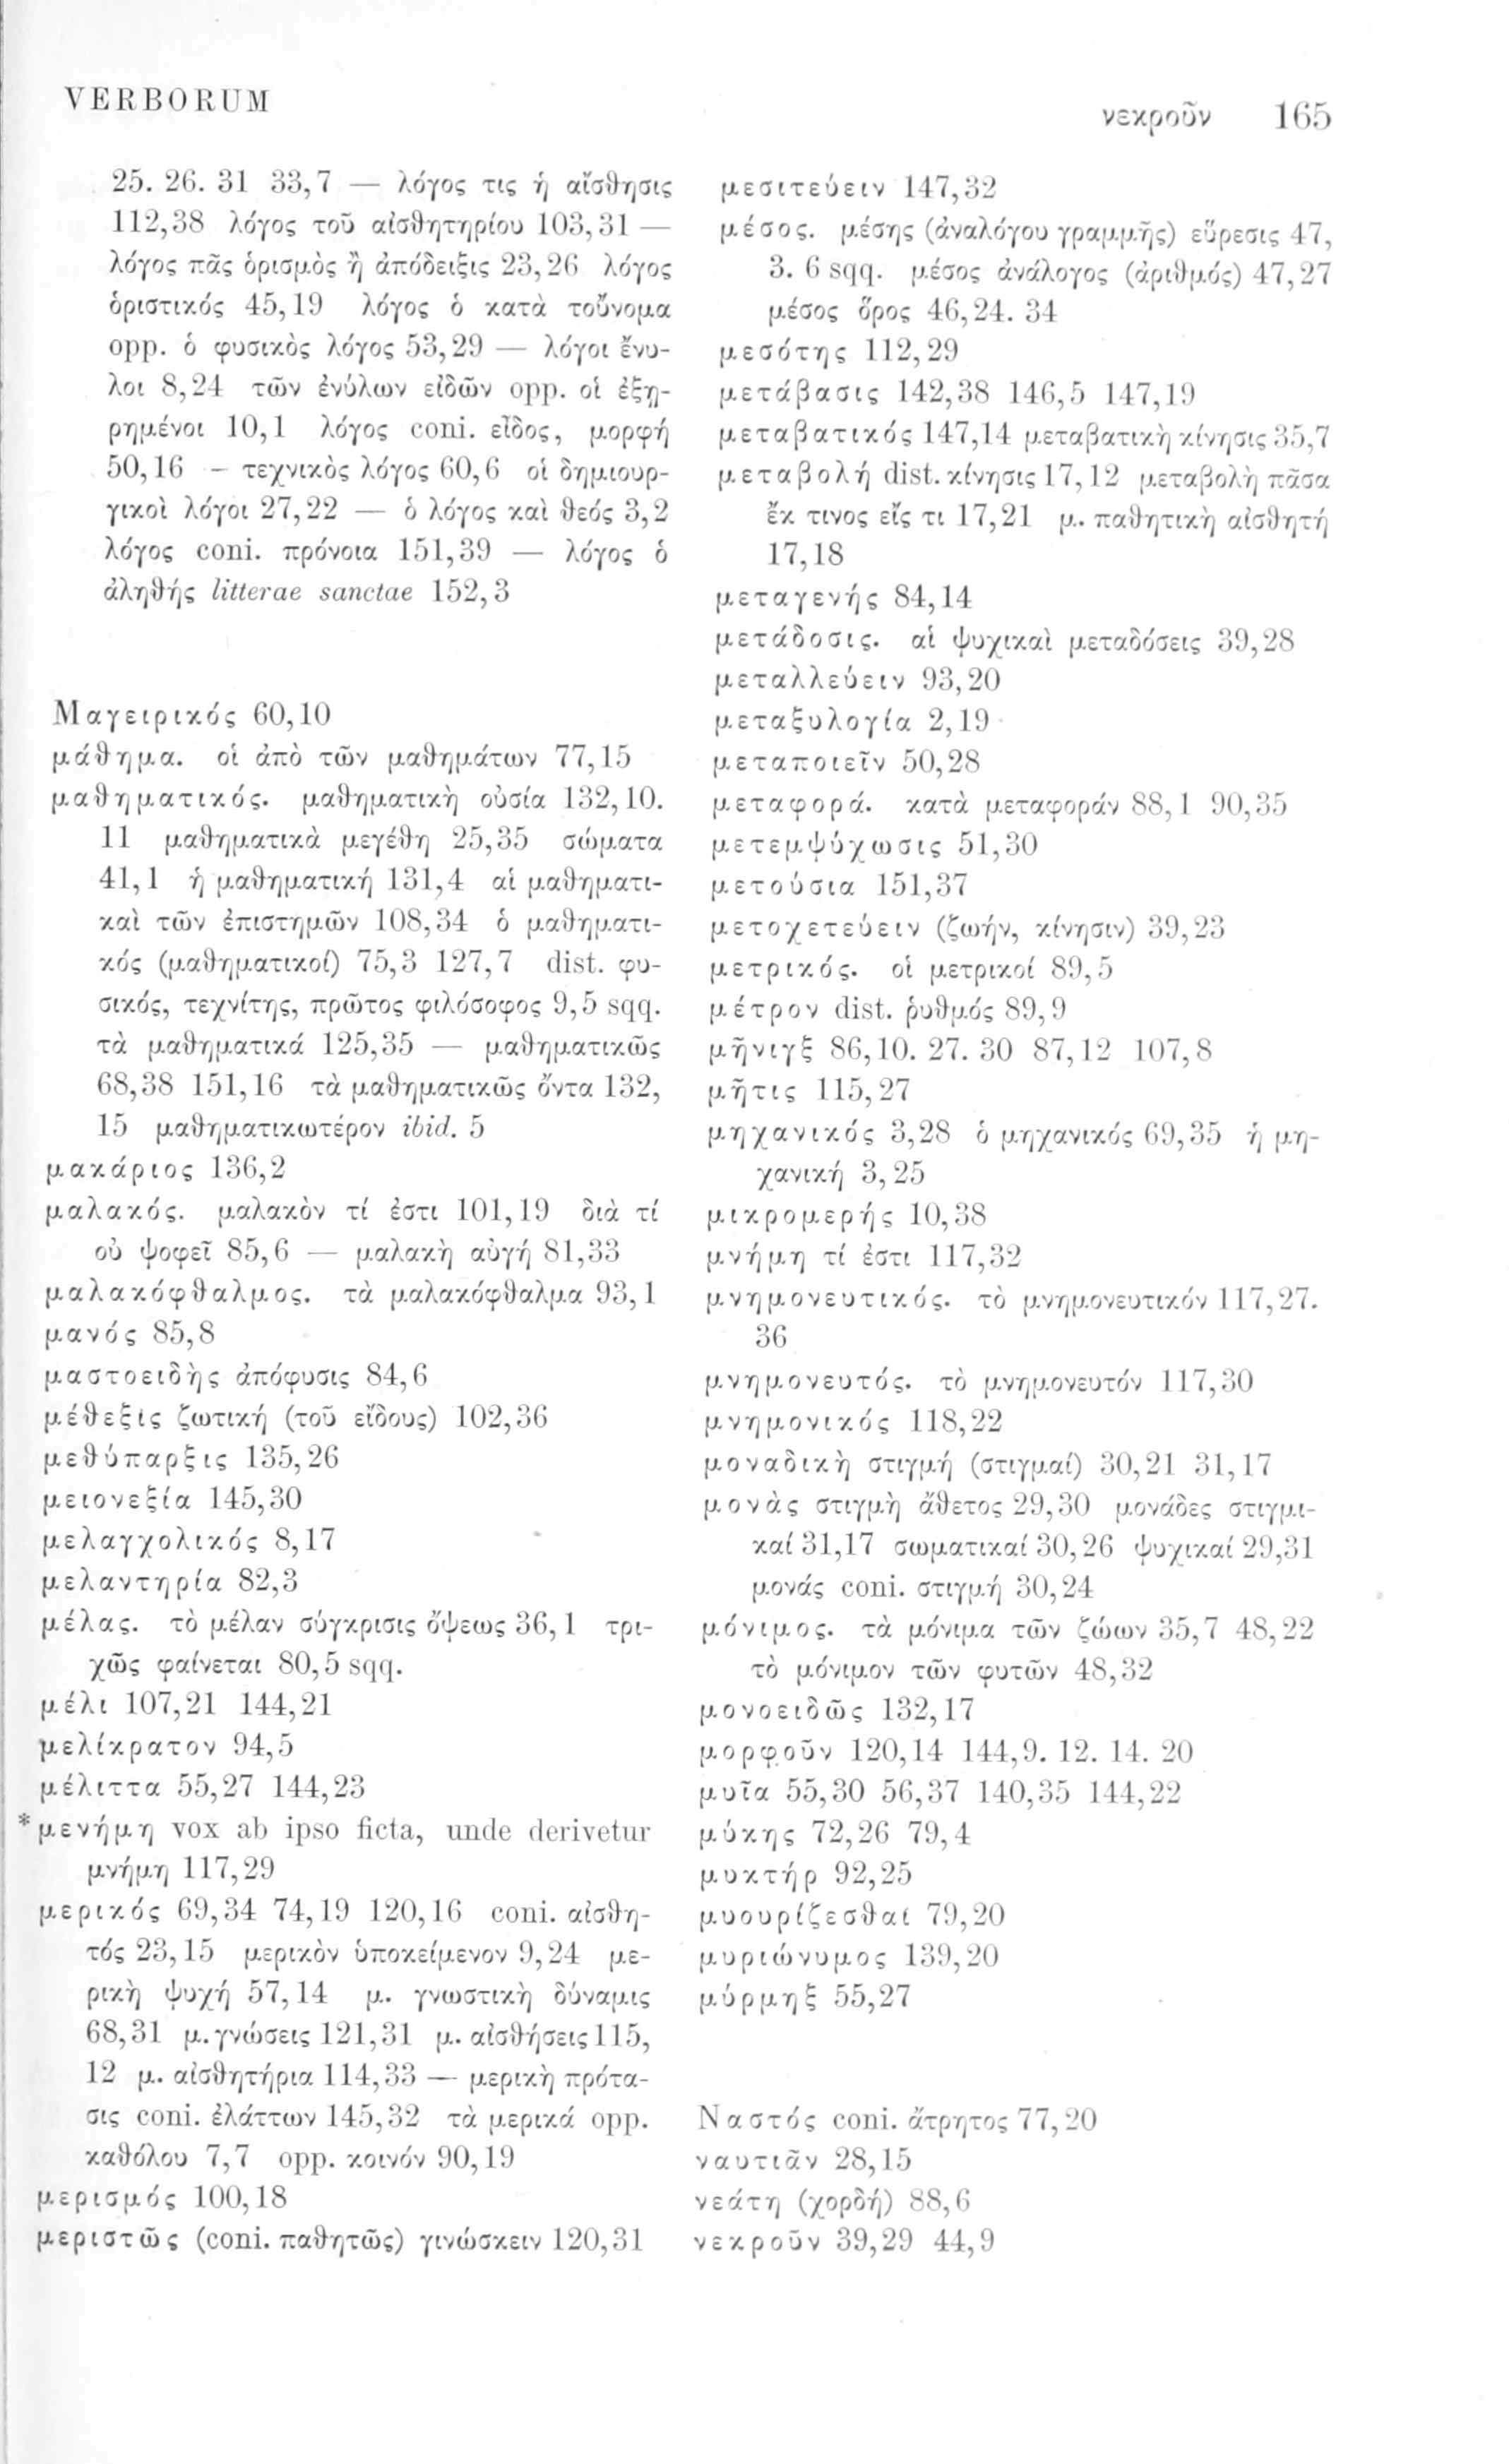 VERBORUM
νεκροῦν 165
25. 26. 31 33,7 — λόγος τις ἡ αἴσθησις
112,38 λόγος τοῦ αἰσθητηρίου 103,31 —
λόγος πᾶς ὁρισμὸς ἢ ἀπόδειξις 23,26 λόγος
ὁριστικός 45,19 λόγος ὁ κατὰ τοὔνομα
opp. ὁ φυσικὸς λόγος 53,29 — λόγοι ἔνυ-
λοι 8,24 τῶν ἐνύλων εἰδῶν opp. οἱ ἐξῃ-
ρημένοι 10,1 λόγος coni. εἶδος, μορφή
50,16 — τεχνικὸς λόγος 60,6 οἱ δημιουρ-
γικοὶ λόγοι 27,22 — ὁ λόγος καὶ θεός 3,2
λόγος coni. πρόνοια 151,39 — λόγος ὁ
ἀληθής litterae sanctae 152,3
Μαγειρικός 60,10
μάθημα. οἱ ἀπὸ τῶν μαθημάτων 77,15
μαθηματικός. μαθηματικὴ οὐσία 132,10.
11 μαθηματικὰ μεγέθη 25,35 σώματα
41,1 ἡ μαθηματική 131,4 αἱ μαθηματι-
καὶ τῶν ἐπιστημῶν 108,34 ὁ μαθηματι-
κός (μαθηματικοί) 75,3 127,7 dist. φυ-
σικός, τεχνίτης, πρῶτος φιλόσοφος 9,5 sqq.
τὰ μαθηματικά 125,35 — μαθηματικῶς
68,38 151,16 τὰ μαθηματικῶς ὄντα 132,
15 μαθηματικωτέρον ibid. 5
μακάριος 136,2
μαλακός. μαλακὸν τί ἐστι 101,19 διὰ τί
οὐ ψοφεῖ 85,6 — μαλακὴ αὐγή 81,33
μαλακόφθαλμος. τὰ μαλακόφθαλμα 93,1
μανός 85,8
μαστοειδὴς ἀπόφυσις 84,6
μέθεξις ζωτική (τοῦ εἴδους) 102,36
μεθύπαρξις 135,26
μειονεξία 145,30
μελαγχολικός 8,17
μελαντηρία 82,3
μέλας. τὸ μέλαν σύγκρισις ὄψεως 36,1 τρι-
χῶς φαίνεται 80,5 sqq.
μέλι 107,21 144,21
μελίκρατον 94,5
μέλιττα 55,27 144,23
*μενήμη vox ab ipso ficta, unde derivetur
μνήμη 117,29
μερικός 69,34 74,19 120,16 coni. αἰσθη-
τός 23,15 μερικὸν ὑποκείμενον 9,24 με-
ρικὴ ψυχή 57,14 μ. γνωστικὴ δύναμις
68,31 μ. γνώσεις 121,31 μ. αἰσθήσεις 115,
12 μ. αἰσθητήρια 114,33 — μερικὴ πρότα-
σις coni. ἐλάττων 145,32 τὰ μερικά opp.
καθόλου 7,7 opp. κοινόν 90,19
μερισμός 100,18
μεριστῶς (coni. παθητῶς) γινώσκειν 120,31
μεσιτεύειν 147,32
μέσος. μέσης (ἀναλόγου γραμμῆς) εὕρεσις 47,
3. 6 sqq. μέσος ἀνάλογος (ἀριθμός) 47,27
μέσος ὅρος 46,24. 34
μεσότης 112,29
μετάβασις 142,38 146,5 147,19
μεταβατικός 147,14 μεταβατικὴ κίνησις 35,7
μεταβολή dist. κίνησις 17,12 μεταβολὴ πᾶσα
ἔκ τινος εἴς τι 17,21 μ. παθητικὴ αἰσθητή
17,18
μεταγενής 84,14
μετάδοσις. αἱ ψυχικαὶ μεταδόσεις 39,28
μεταλλεύειν 93,20
μεταξυλογία 2,19
μεταποιεῖν 50,28
μεταφορά. κατὰ μεταφοράν 88,1 90,35
μετεμψύχωσις 51,30
μετούσια 151,37
μετοχετεύειν (ζωήν, κίνησιν) 39,23
μετρικός. οἱ μετρικοί 89,5
μέτρον dist. ῥυθμός 89,9
μῆνιγξ 86,10. 27. 30 87,12 107,8
μῆτις 115,27
μηχανικός 3,28 ὁ μηχανικός 69,35 ἡ μη-
χανική 3,25
μικρομερής 10,38
μνήμη τί ἐστι 117,32
μνημονευτικός. τὸ μνημονευτικόν 117,27.
36
μνημονευτός. τὸ μνημονευτόν 117,30
μνημονικός 118,22
μοναδικὴ στιγμή (στιγμαί) 30,21 31,17
μονὰς στιγμὴ ἄθετος 29,30 μονάδες στιγμι-
καί 31,17 σωματικαί 30,26 ψυχικαί 29,31
μονάς coni. στιγμή 30,24
μόνιμος. τὰ μόνιμα τῶν ζώων 35,7 48,22
τὸ μόνιμον τῶν φυτῶν 48,32
μονοειδῶς 132,17
μορφοῦν 120,14 144,9. 12. 14. 20
μυῖα 55,30 56,37 140,35 144,22
μύκης 72,26 79,4
μυκτήρ 92,25
μυουρίζεσθαι 79,20
μυριώνυμος 139,20
μύρμηξ 55,27
Ναστός coni. ἄτρητος 77,20
ναυτιᾶν 28,15
νεάτη (χορδή) 88,6
νεκροῦν 39,29 44,9